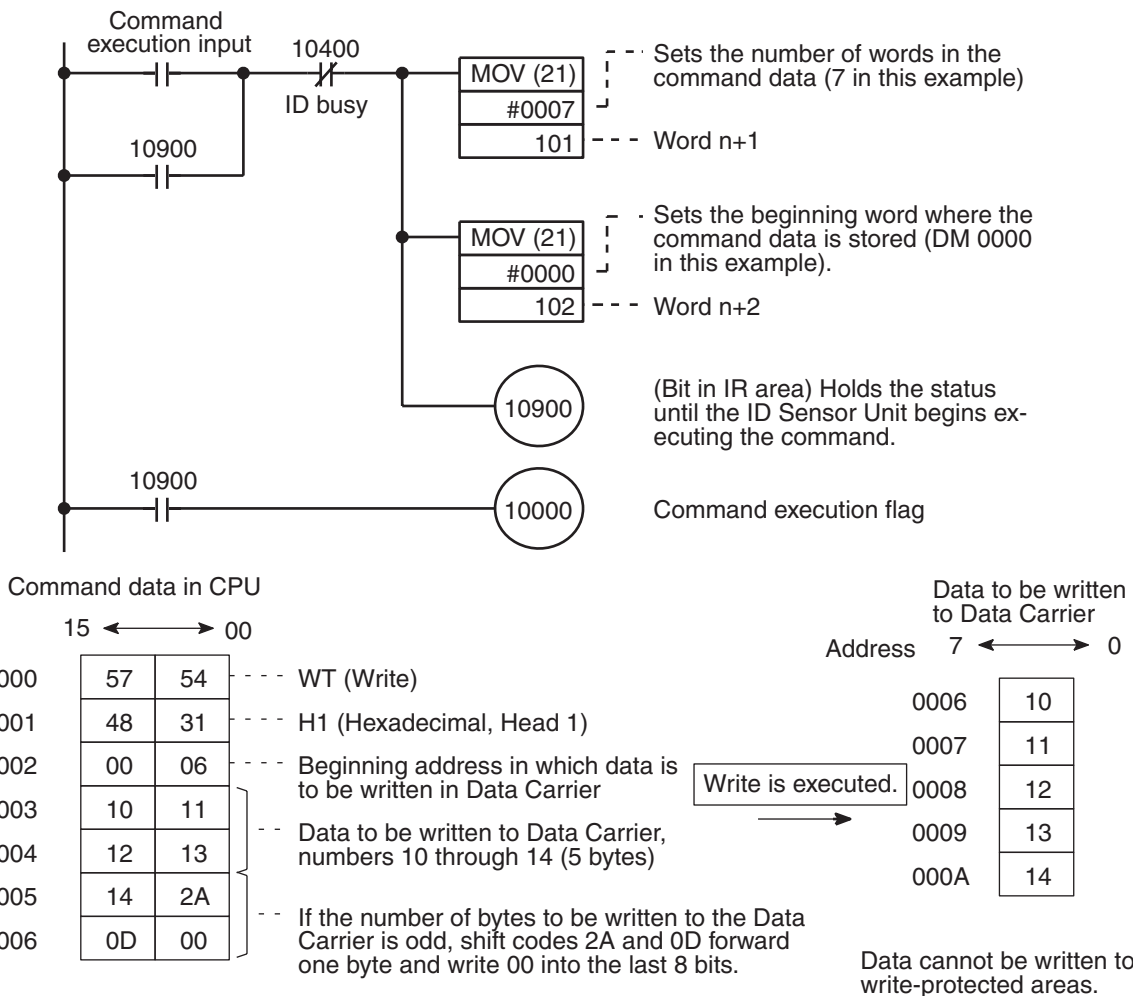 Command
execution input
10400
ID busy
10900
MOV (21)
#0007
101
Sets the number of words in the
command data (7 in this example)
Word n+1
MOV (21)
#0000
102
Sets the beginning word where the
command data is stored (DM 0000
in this example).
Word n+2
10900
(Bit in IR area) Holds the status
until the ID Sensor Unit begins ex-
ecuting the command.
10900
10000
Command execution flag
Command data in CPU
15 00
000 57 54 WT (Write)
001 48 31 H1 (Hexadecimal, Head 1)
002 00 06 Beginning address in which data is
to be written in Data Carrier
003 10 11
004 12 13
Data to be written to Data Carrier,
numbers 10 through 14 (5 bytes)
005 14 2A
006 0D 00
If the number of bytes to be written to the Data
Carrier is odd, shift codes 2A and 0D forward
one byte and write 00 into the last 8 bits.
Write is executed.
Data to be written
to Data Carrier
Address 7 0
0006 10
0007 11
0008 12
0009 13
000A 14
Data cannot be written to
write-protected areas.